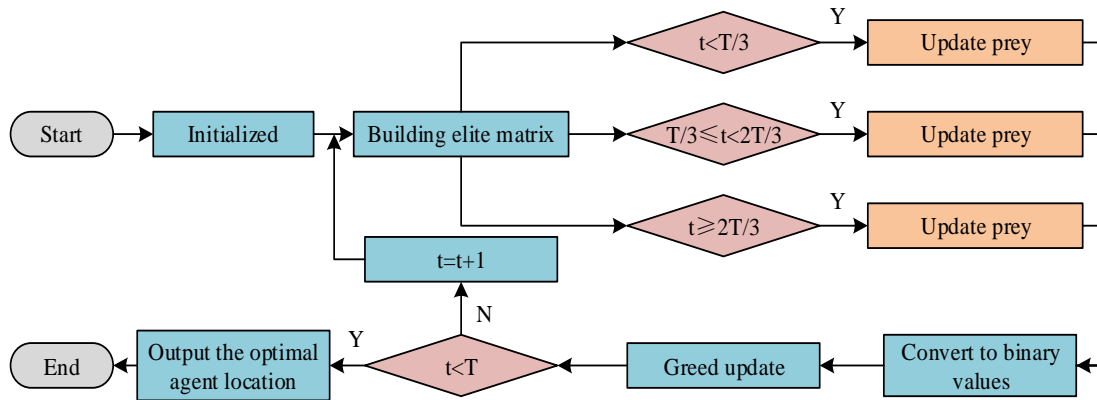 t<T/3
Y
Update prey
Start
Initialized
Building elite matrix
T/3≤t<2T/3
Y
Update prey
t≥2T/3
Y
Update prey
t=t+1
N
End
Output the optimal
agent location
Y
t<T
Greed update
Convert to binary
values